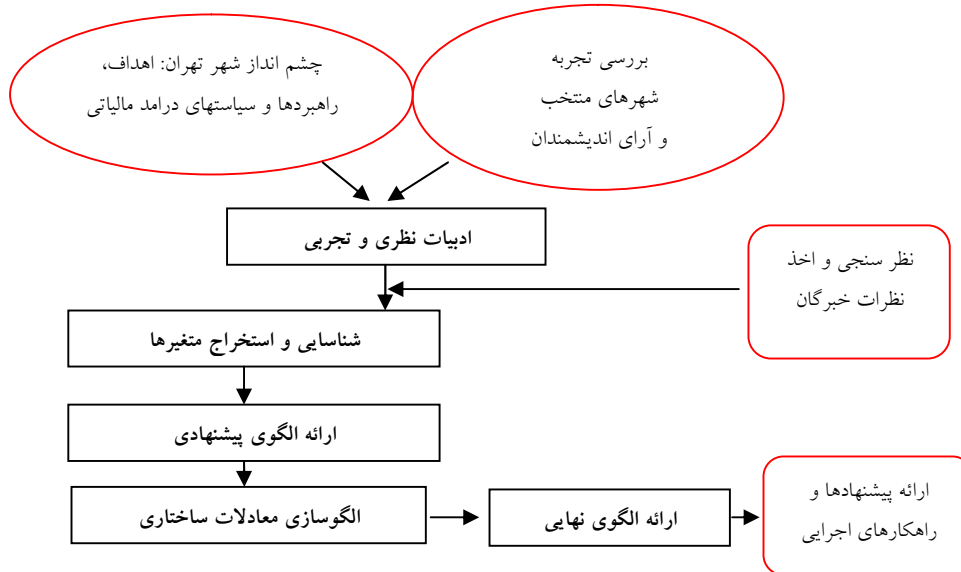 چشم انداز شهر تهران: اهداف،
راهبردها و سیاستهای درامد مالیاتی
بررسی تجربه
شهرهای منتخب
و آرای اندیشمندان
ادبیات نظری و تجربی
نظر سنجی و اخذ
نظرات خبرگان
شناسایی و استخراج متغیرها
ارائه الگوی پیشنهادی
الگوسازی معادلات ساختاری
ارائه الگوی نهایی
ارائه پیشنهادها و
راهکارهای اجرایی